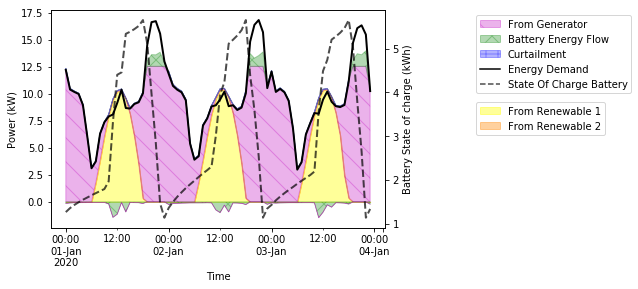 17.5
15.0
12.5
10.0
7.5
5.0
2.5
0.0
Power (kW)
5
4
3
2
1
Battery State of charge (kWh)
00:00
01-Jan
2020
12:00
00:00
02-Jan
12:00
00:00
03-Jan
12:00
00:00
04-Jan
Time
From Generator
Battery Energy Flow
Curtailment
Energy Demand
State Of Charge Battery
From Renewable 1
From Renewable 2